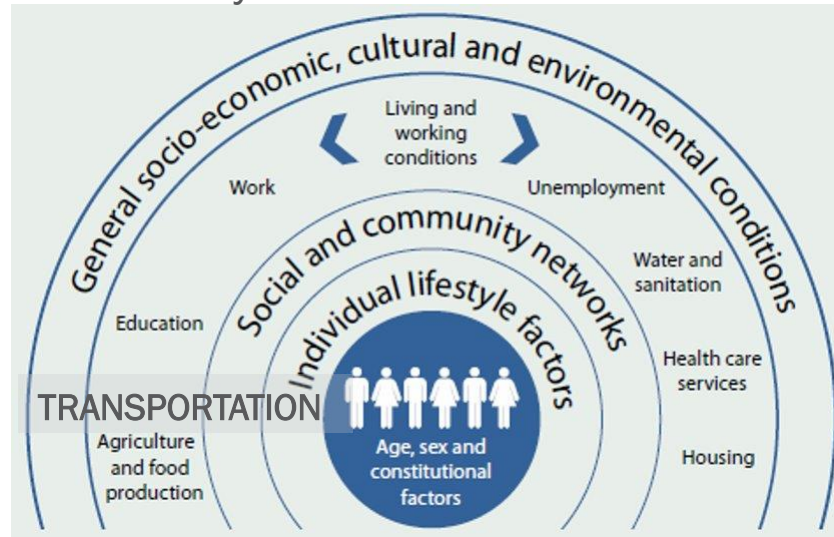 General socio-economic, cultural and environmental conditions
Living and
working
conditions
Work
Unemployment
Social and community networks
Water and
sanitation
Individual lifestyle factors
Education
Health care
services
TRANSPORTATION
Agriculture
and food
production
Age, sex and
constitutional
factors
Housing